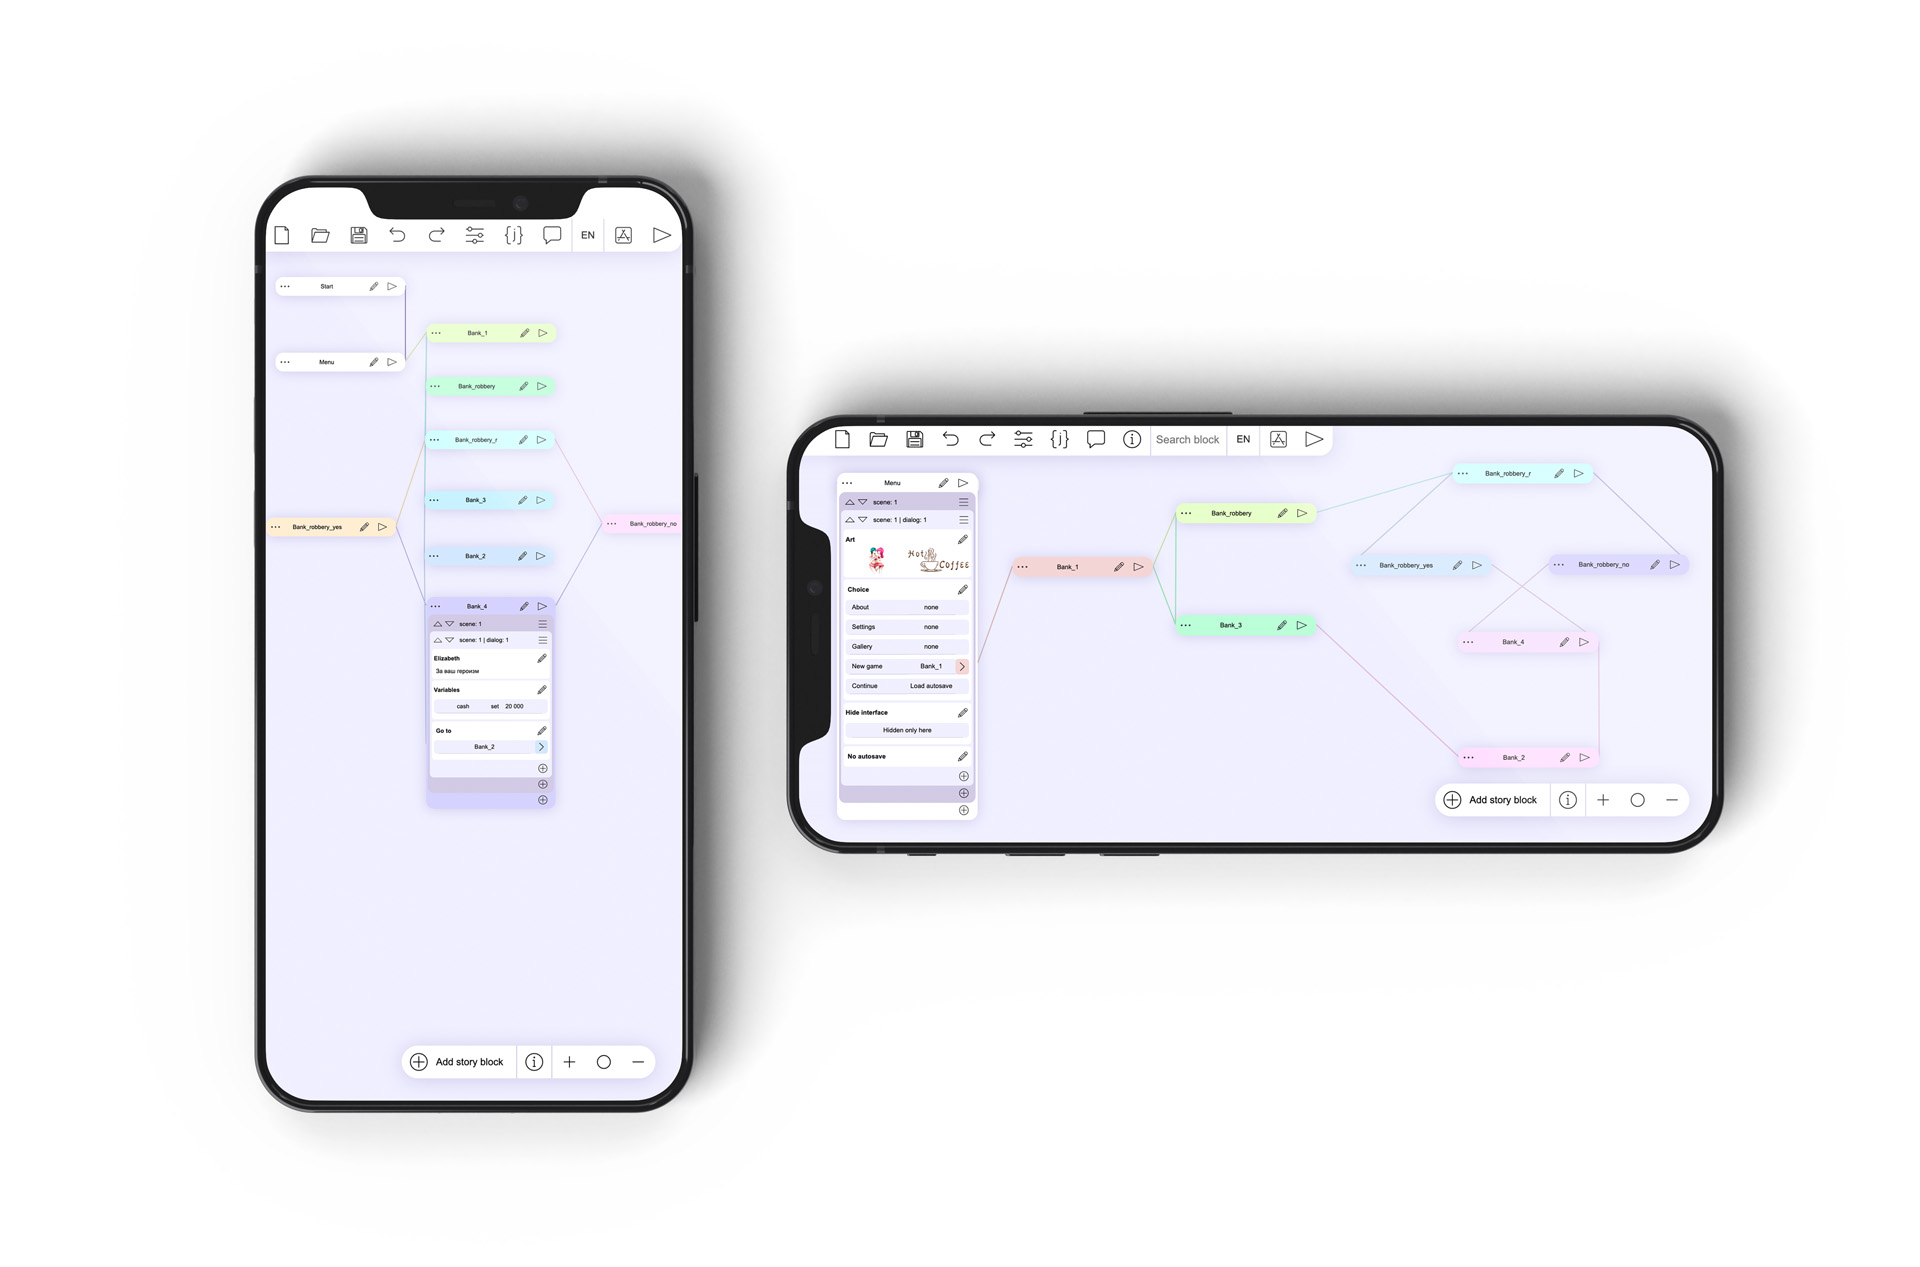 EN
Start
Menu
Bank_1
Bank_robbery
Bank_robbery_r
Bank_3
Bank_robbery_yes
Bank_robbery_no
Bank_2
Bank_4
scene: 1
scene: 1 | dialog: 1
Elizabeth
За ваш героизм
Variables
cash set 20 000
Go to
Bank_2
Add story block
{j} Search block EN
Menu
scene: 1
scene: 1 | dialog: 1
Art
Hot Coffee
Choice
About none
Settings none
Gallery none
New game Bank_1
Continue Load autosave
Hide interface
Hidden only here
No autosave
Bank_1
Bank_robbery
Bank_3
Bank_robbery_r
Bank_robbery_yes
Bank_robbery_no
Bank_4
Bank_2
Add story block